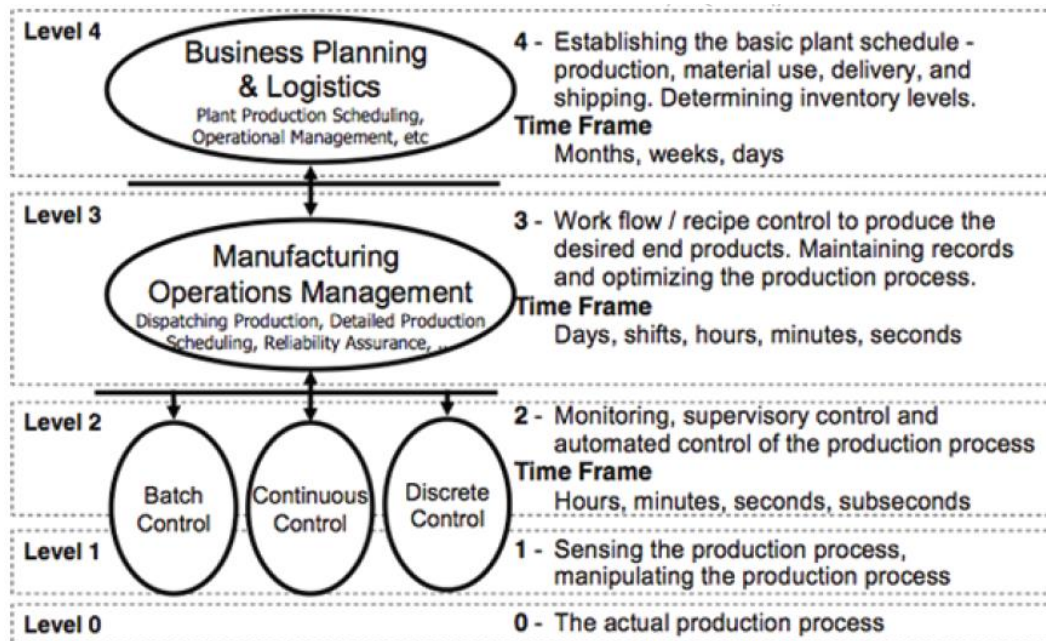 Level 4
Business Planning
& Logistics
Plant Production Scheduling,
Operational Management, etc
4 - Establishing the basic plant schedule -
production, material use, delivery, and
shipping. Determining inventory levels.
Time Frame
Months, weeks, days
Level 3
Manufacturing
Operations Management
Dispatching Production, Detailed Production
Scheduling, Reliability Assurance, ..
3 - Work flow / recipe control to produce the
desired end products. Maintaining records
and optimizing the production process.
Time Frame
Days, shifts, hours, minutes, seconds
Level 2
Batch
Control
Continuous
Control
Discrete
Control
2 - Monitoring, supervisory control and
automated control of the production process
Time Frame
Hours, minutes, seconds, subseconds
Level 1
1 - Sensing the production process,
manipulating the production process
Level 0
0 - The actual production process